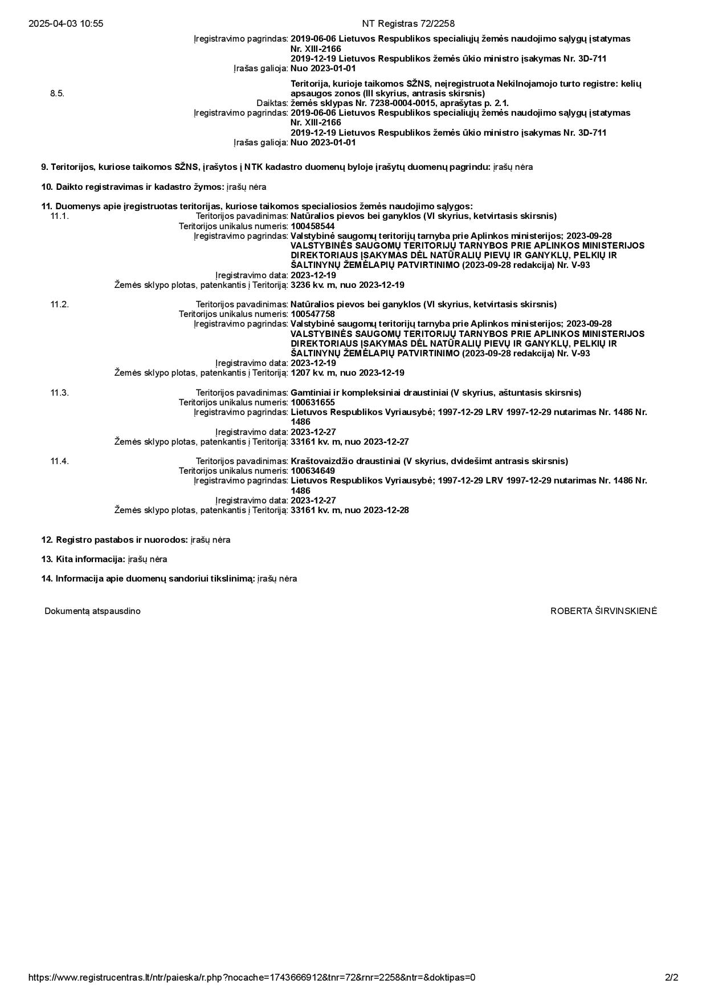 2025-04-03 10:55 NT Registras 72/2258
Įregistravimo pagrindas: 2019-06-06 Lietuvos Respublikos specialiųjų žemės naudojimo sąlygų įstatymas
Nr. XIII-2166
2019-12-19 Lietuvos Respublikos žemės ūkio ministro įsakymas Nr. 3D-711
Įrašas galioja: Nuo 2023-01-01
Teritorija, kurioje taikomos SŽNS, neįregistruota Nekilnojamojo turto registre: kelių
8.5. apsaugos zonos (III skyrius, antrasis skirsnis)
Daiktas: žemės sklypas Nr. 7238-0004-0015, aprašytas p. 2.1.
Įregistravimo pagrindas: 2019-06-06 Lietuvos Respublikos specialiųjų žemės naudojimo sąlygų įstatymas
Nr. XIII-2166
2019-12-19 Lietuvos Respublikos žemės ūkio ministro įsakymas Nr. 3D-711
Įrašas galioja: Nuo 2023-01-01
9. Teritorijos, kuriose taikomos SŽNS, įrašytos į NTK kadastro duomenų byloje įrašytų duomenų pagrindu: įrašų nėra
10. Daikto registravimas ir kadastro žymos: įrašų nėra
11. Duomenys apie įregistruotas teritorijas, kuriose taikomos specialiosios žemės naudojimo sąlygos:
11.1. Teritorijos pavadinimas: Natūralios pievos bei ganyklos (VI skyrius, ketvirtasis skirsnis)
Teritorijos unikalus numeris: 100458544
Įregistravimo pagrindas: Valstybinė saugomų teritorijų tarnyba prie Aplinkos ministerijos; 2023-09-28
VALSTYBINĖS SAUGOMŲ TERITORIJŲ TARNYBOS PRIE APLINKOS MINISTERIJOS
DIREKTORIAUS ĮSAKYMAS DĖL NATŪRALIŲ PIEVŲ IR GANYKLŲ, PELKIŲ IR
ŠALTINYNŲ ŽEMĖLAPIŲ PATVIRTINIMO (2023-09-28 redakcija) Nr. V-93
Įregistravimo data: 2023-12-19
Žemės sklypo plotas, patenkantis į Teritoriją: 3236 kv. m, nuo 2023-12-19
11.2. Teritorijos pavadinimas: Natūralios pievos bei ganyklos (VI skyrius, ketvirtasis skirsnis)
Teritorijos unikalus numeris: 100547758
Įregistravimo pagrindas: Valstybinė saugomų teritorijų tarnyba prie Aplinkos ministerijos; 2023-09-28
VALSTYBINĖS SAUGOMŲ TERITORIJŲ TARNYBOS PRIE APLINKOS MINISTERIJOS
DIREKTORIAUS ĮSAKYMAS DĖL NATŪRALIŲ PIEVŲ IR GANYKLŲ, PELKIŲ IR
ŠALTINYNŲ ŽEMĖLAPIŲ PATVIRTINIMO (2023-09-28 redakcija) Nr. V-93
Įregistravimo data: 2023-12-19
Žemės sklypo plotas, patenkantis į Teritoriją: 1207 kv. m, nuo 2023-12-19
11.3. Teritorijos pavadinimas: Gamtiniai ir kompleksiniai draustiniai (V skyrius, aštuntasis skirsnis)
Teritorijos unikalus numeris: 100631655
Įregistravimo pagrindas: Lietuvos Respublikos Vyriausybė; 1997-12-29 LRV 1997-12-29 nutarimas Nr. 1486 Nr.
1486
Įregistravimo data: 2023-12-27
Žemės sklypo plotas, patenkantis į Teritoriją: 33161 kv. m, nuo 2023-12-27
11.4. Teritorijos pavadinimas: Kraštovaizdžio draustiniai (V skyrius, dvidešimt antrasis skirsnis)
Teritorijos unikalus numeris: 100634649
Įregistravimo pagrindas: Lietuvos Respublikos Vyriausybė; 1997-12-29 LRV 1997-12-29 nutarimas Nr. 1486 Nr.
1486
Įregistravimo data: 2023-12-27
Žemės sklypo plotas, patenkantis į Teritoriją: 33161 kv. m, nuo 2023-12-28
12. Registro pastabos ir nuorodos: įrašų nėra
13. Kita informacija: įrašų nėra
14. Informacija apie duomenų sandoriui tikslinimą: įrašų nėra
Dokumentą atspausdino ROBERTA ŠIRVINSKIENĖ
https://www.registrucentras.lt/ntr/paieska/r.php?nocache=1743666912&tnr=72&rnr=2258&ntr=&doktipas=0 2/2